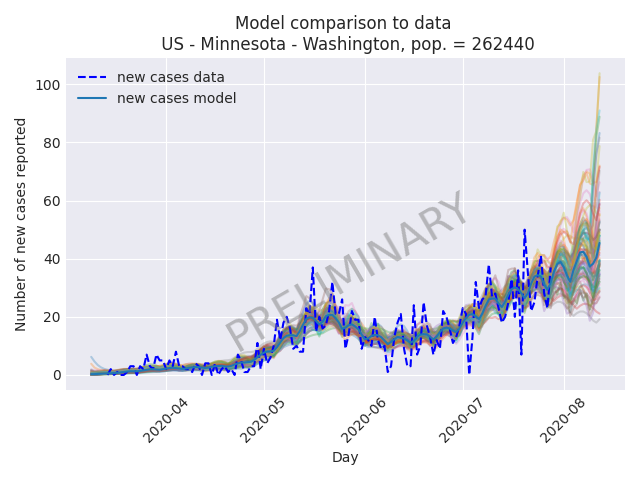 Model comparison to data
US - Minnesota - Washington, pop. = 262440
new cases data
new cases model
PRELIMINARY
Number of new cases reported
100
80
60
40
20
0
2020-04
2020-05
2020-06
2020-07
2020-08
Day